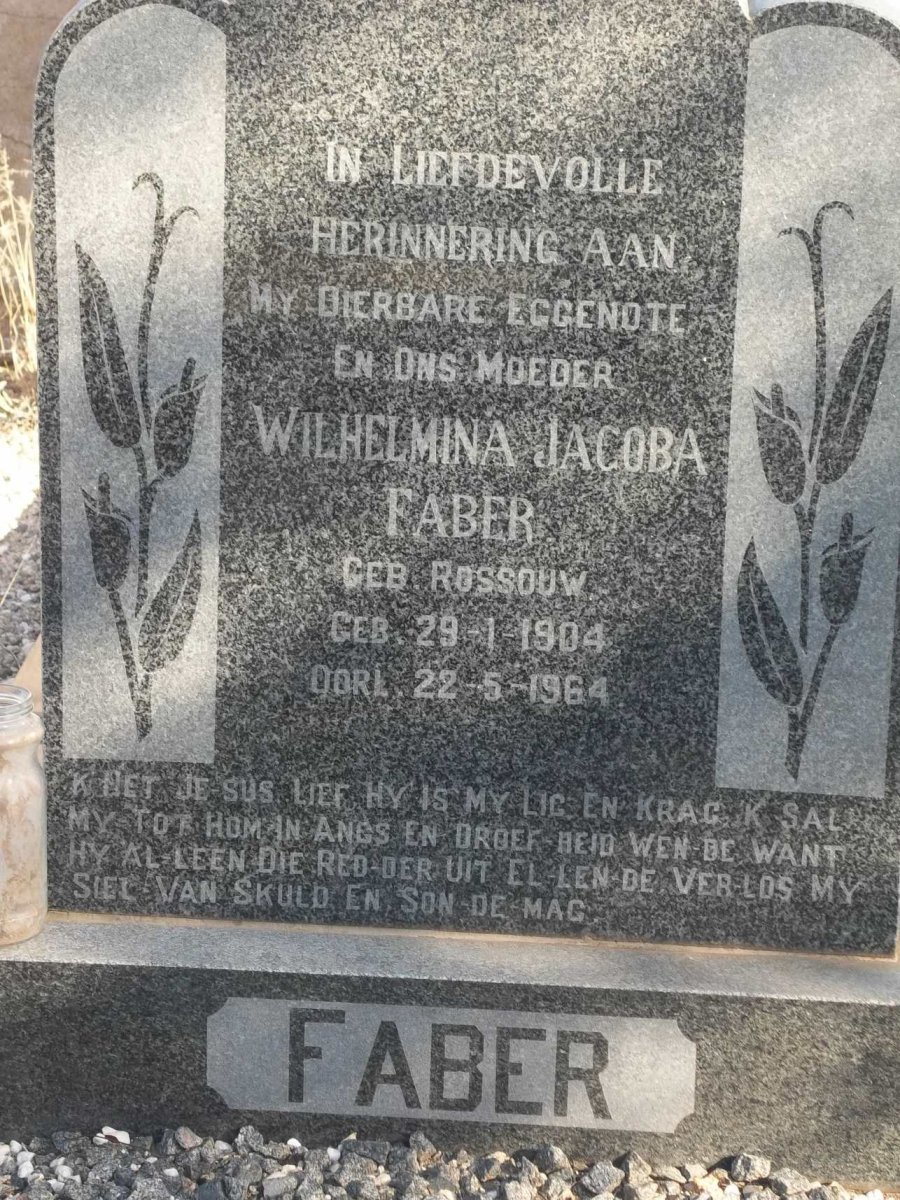 IN LIEFDEVOLLE
HERINNERING AAN
MY DIERBARE EGGENOTE
EN ONS MOEDER
WILHELMINA JACOBA
FABER
GEB. ROSSOUW.
GEB. 29-1-1904
OORL. 22-5-1964
K HET JE-SUS LIEF. HY IS MY LIG EN KRAG. K SAL
MY TOT HOM IN ANGS EN DROEF-HEID WEN-DE WANT
HY AL-LEEN DIE RED-DER UIT EL-LEN-DE VER-LOS MY
SIEL VAN SKULD EN SON-DE MAG.
FABER